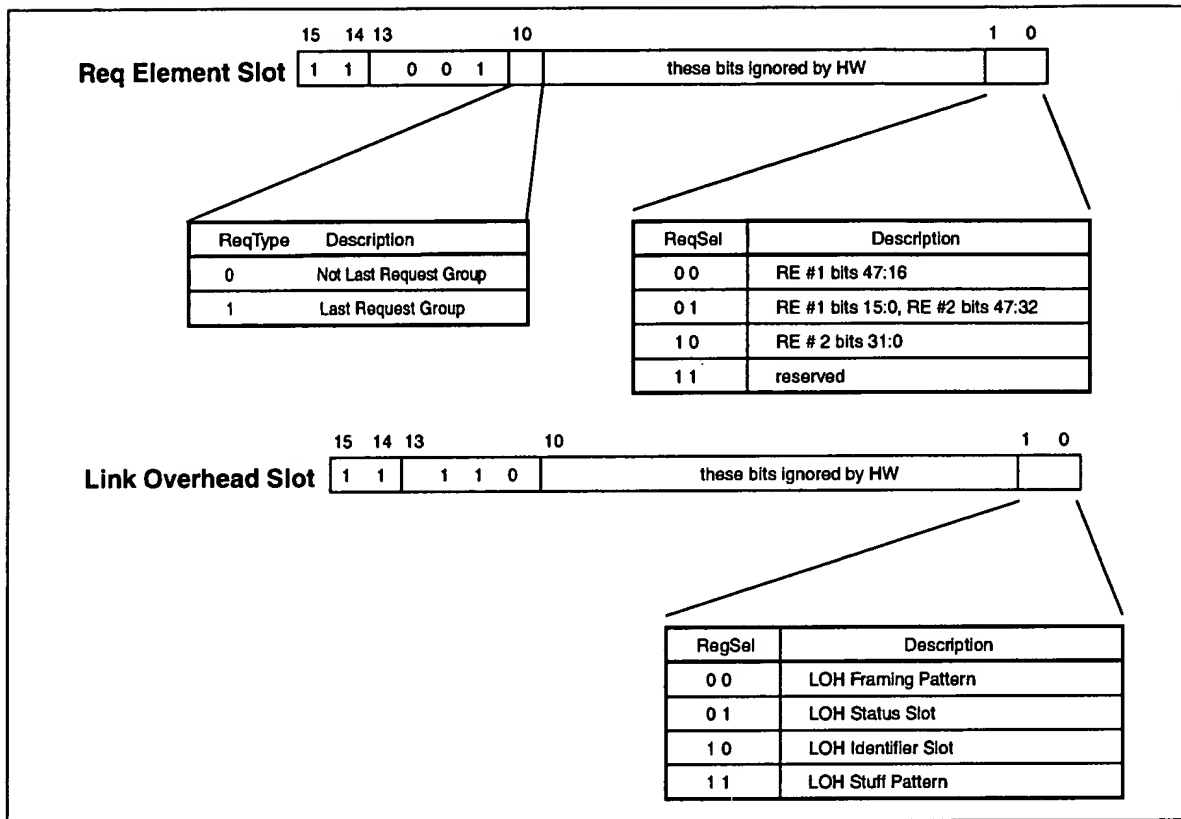 15 14 13 10 1 0
Req Element Slot 1 1 0 0 1 these bits ignored by HW
ReqType Description
0 Not Last Request Group
1 Last Request Group
ReqSel Description
0 0 RE #1 bits 47:16
0 1 RE #1 bits 15:0, RE #2 bits 47:32
1 0 RE # 2 bits 31:0
1 1 reserved
15 14 13 10 1 0
Link Overhead Slot 1 1 1 1 0 these bits ignored by HW
RegSel Description
0 0 LOH Framing Pattern
0 1 LOH Status Slot
1 0 LOH Identifier Slot
1 1 LOH Stuff Pattern